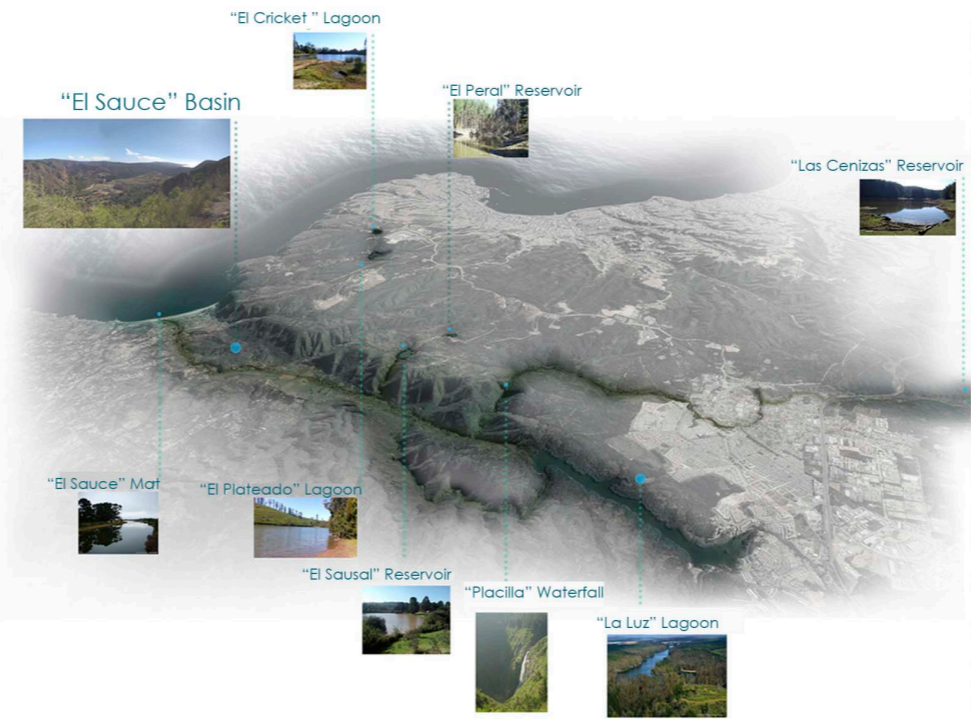 “El Cricket ” Lagoon
“El Peral” Reservoir
“El Sauce” Basin
“Las Cenizas” Reservoir
“El Sauce” Mat
“El Plateado” Lagoon
“El Sausal” Reservoir
“Placilla” Waterfall
“La Luz” Lagoon